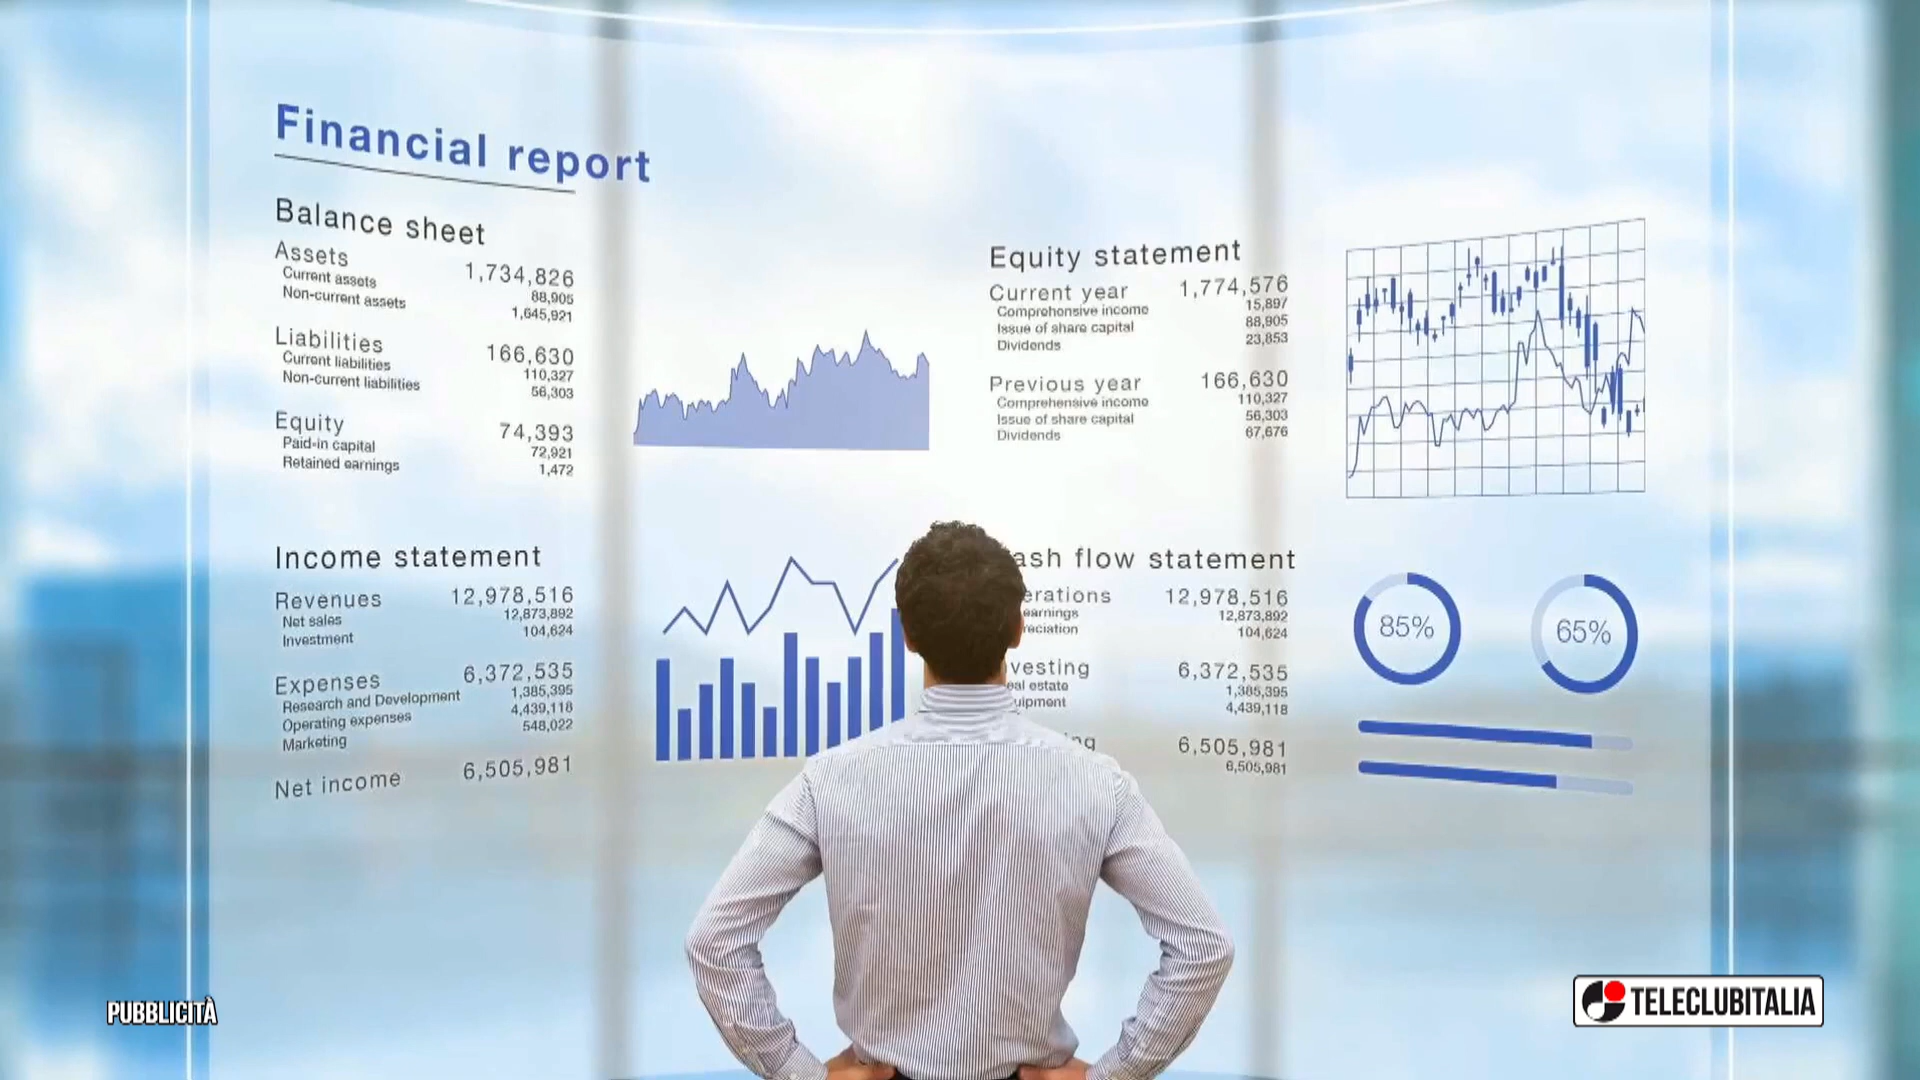 Financial report
Balance sheet
Assets 1,734,826
Current assets 88,905
Non-current assets 1,645,921
Liabilities 166,630
Current liabilities 110,327
Non-current liabilities 56,303
Equity 74,393
Paid-in capital 72,921
Retained earnings 1,472
Equity statement
Current year 1,774,576
Comprehensive income 15,897
Issue of share capital 88,905
Dividends 23,853
Previous year 166,630
Comprehensive income 110,327
Issue of share capital 56,303
Dividends 67,676
Income statement
Revenues 12,978,516
Net sales 12,873,892
Investment 104,624
Expenses 6,372,535
Research and Development 1,385,395
Operating expenses 4,439,118
Marketing 548,022
Net income 6,505,981
ash flow statement
erations 12,978,516
earnings 12,873,892
reciation 104,624
vesting 6,372,535
eal estate 1,385,395
uipment 4,439,118
ng 6,505,981
6,505,981
85% 65%
PUBBLICITÀ
TELECLUBITALIA